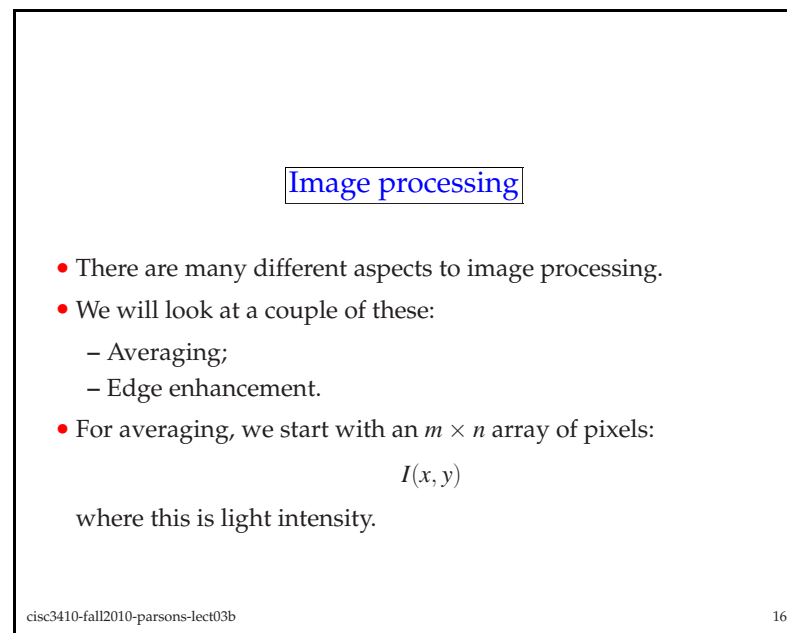 Image processing
• There are many different aspects to image processing.
• We will look at a couple of these:
– Averaging;
– Edge enhancement.
• For averaging, we start with an m × n array of pixels:
I(x, y)
where this is light intensity.
cisc3410-fall2010-parsons-lect03b 16